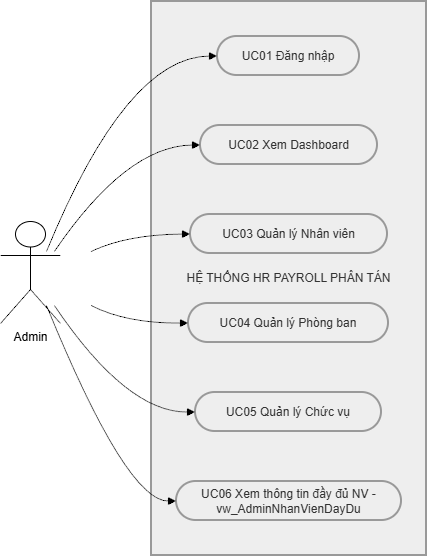 UC01 Đăng nhập
UC02 Xem Dashboard
UC03 Quản lý Nhân viên
HỆ THỐNG HR PAYROLL PHÂN TÁN
UC04 Quản lý Phòng ban
Admin
UC05 Quản lý Chức vụ
UC06 Xem thông tin đầy đủ NV -
vw_AdminNhanVienDayDu